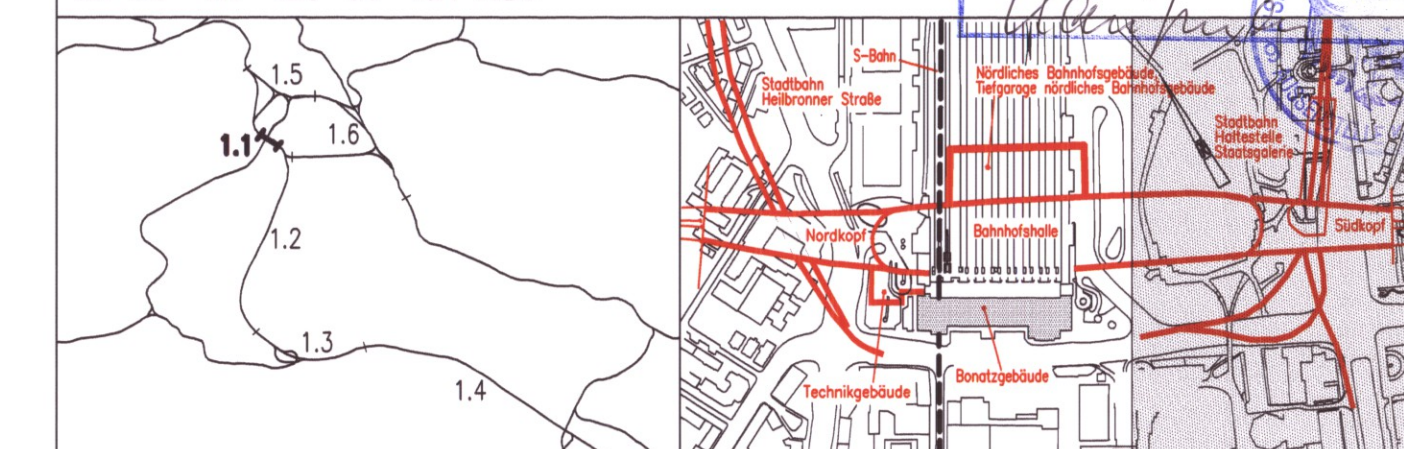 1.5
1.6
1.1
1.2
1.3
1.4
S-Bahn
Nördliches Bahnhofsgebäude,
Tiefgarage nördliches Bahnhofsgebäude
Stadtbahn
Heilbronner Straße
Stadtbahn
Haltestelle
Staatsgalerie
Nordkopf
Bahnhofshalle
Südkopf
Technikgebäude
Bonatzgebäude